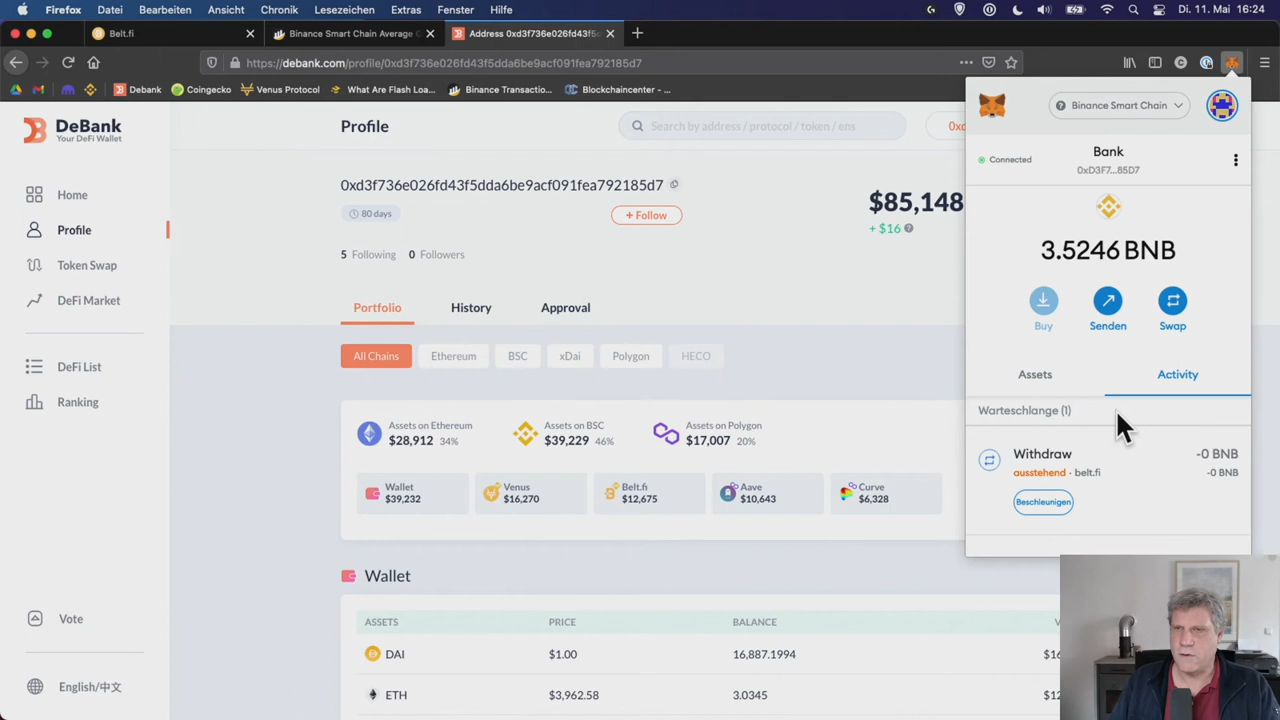 Firefox Datei Bearbeiten Ansicht Chronik Lesezeichen Extras Fenster Hilfe Di. 11. Mai 16:24
Belt.fi
Binance Smart Chain Average G
Address 0xd3f736e026fd43f5d
https://debank.com/profile/0xd3f736e026fd43f5dda6be9acf091fea792185d7
Debank Coingecko Venus Protocol What Are Flash Loa... Binance Transactio... Blockchaincenter - ...
DeBank
Your DeFi Wallet
Home
Profile
Token Swap
DeFi Market
DeFi List
Ranking
Vote
English/中文
Profile
Search by address / protocol / token / ens
0xd
0xd3f736e026fd43f5dda6be9acf091fea792185d7
80 days
+ Follow
5 Following 0 Followers
$85,148
+ $16
Portfolio History Approval
All Chains Ethereum BSC xDai Polygon HECO
Assets on Ethereum
$28,912 34%
Assets on BSC
$39,229 46%
Assets on Polygon
$17,007 20%
Wallet
$39,232
Venus
$16,270
Belt.fi
$12,675
Aave
$10,643
Curve
$6,328
Wallet
ASSETS PRICE BALANCE V
DAI $1.00 16,887.1994 $16
ETH $3,962.58 3.0345 $12
Binance Smart Chain
Connected
Bank
0xD3F7...85D7
3.5246 BNB
Buy Senden Swap
Assets Activity
Warteschlange (1)
Withdraw -0 BNB
ausstehend · belt.fi -0 BNB
Beschleunigen